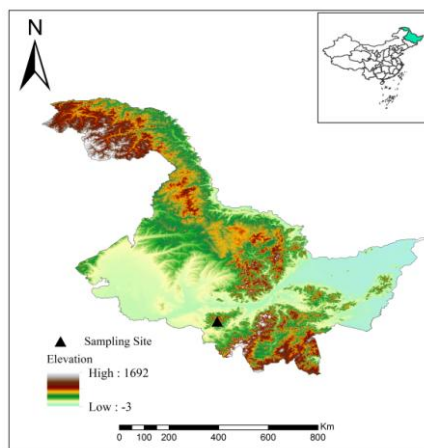 N
Sampling Site
Elevation
High : 1692
Low : -3
Km
0 100 200 400 600 800